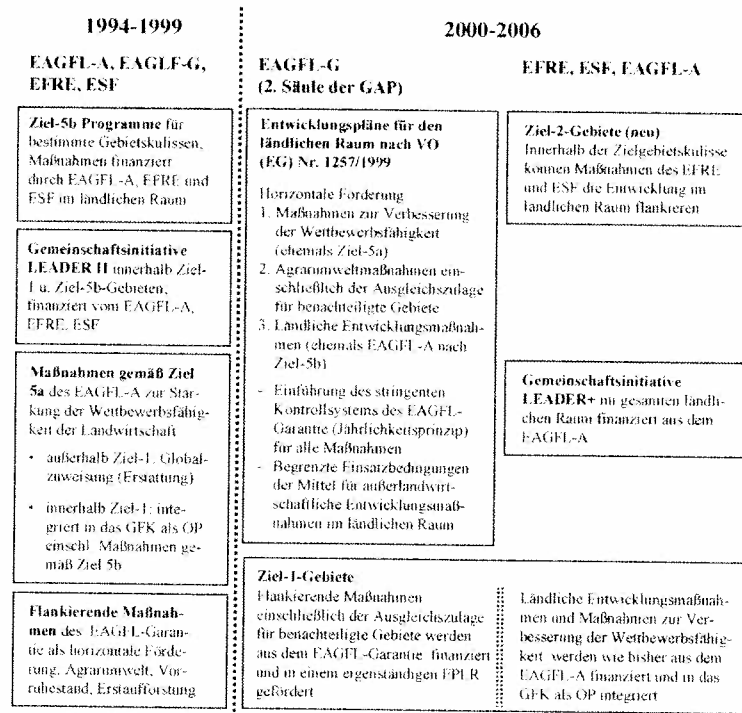 1994-1999
EAGFL-A, EAGLF-G,
EFRE, ESF
Ziel-5b Programme für
bestimmte Gebietskulissen,
Maßnahmen finanziert
durch EAGFL-A, EFRE und
ESF im ländlichen Raum
Gemeinschaftsinitiative
LEADER II innerhalb Ziel-
1 u. Ziel-5b-Gebieten,
finanziert vom EAGFL-A,
EFRE, ESF
Maßnahmen gemäß Ziel
5a des EAGFL-A zur Stär-
kung der Wettbewerbsfähig-
keit der Landwirtschaft
• außerhalb Ziel-1: Global-
zuweisung (Erstattung)
• innerhalb Ziel-1: inte-
griert in das GFK als OP
einschl. Maßnahmen ge-
mäß Ziel 5b
Flankierende Maßnah-
men des EAGFL-Garan-
tie als horizontale Förde-
rung, Agrarumwelt, Vor-
ruhestand, Erstaufforstung
2000-2006
EAGFL-G
(2. Säule der GAP)
Entwicklungspläne für den
ländlichen Raum nach VO
(EG) Nr. 1257/1999
Horizontale Förderung
1. Maßnahmen zur Verbesserung
der Wettbewerbsfähigkeit
(ehemals Ziel-5a)
2. Agrarumweltmaßnahmen ein-
schließlich der Ausgleichszulage
für benachteiligte Gebiete
3. Ländliche Entwicklungsmaßnah-
men (ehemals EAGFL-A nach
Ziel-5b)
- Einführung des stringenten
Kontrollsystems des EAGFL-
Garantie (Jährlichkeitsprinzip)
für alle Maßnahmen
- Begrenzte Einsatzbedingungen
der Mittel für außerlandwirt-
schaftliche Entwicklungsmaß-
nahmen im ländlichen Raum
EFRE, ESF, EAGFL-A
Ziel-2-Gebiete (neu)
Innerhalb der Zielgebietskulisse
können Maßnahmen des EFRE
und ESF die Entwicklung im
ländlichen Raum flankieren
Gemeinschaftsinitiative
LEADER+ im gesamten ländli-
chen Raum finanziert aus dem
EAGFL-A
Ziel-1-Gebiete
Flankierende Maßnahmen
einschließlich der Ausgleichszulage
für benachteiligte Gebiete werden
aus dem EAGFL-Garantie finanziert
und in einem eigenständigen EPLR
gefördert
Ländliche Entwicklungsmaßnah-
men und Maßnahmen zur Ver-
besserung der Wettbewerbsfähig-
keit werden wie bisher aus dem
EAGFL-A finanziert und in das
GFK als OP integriert